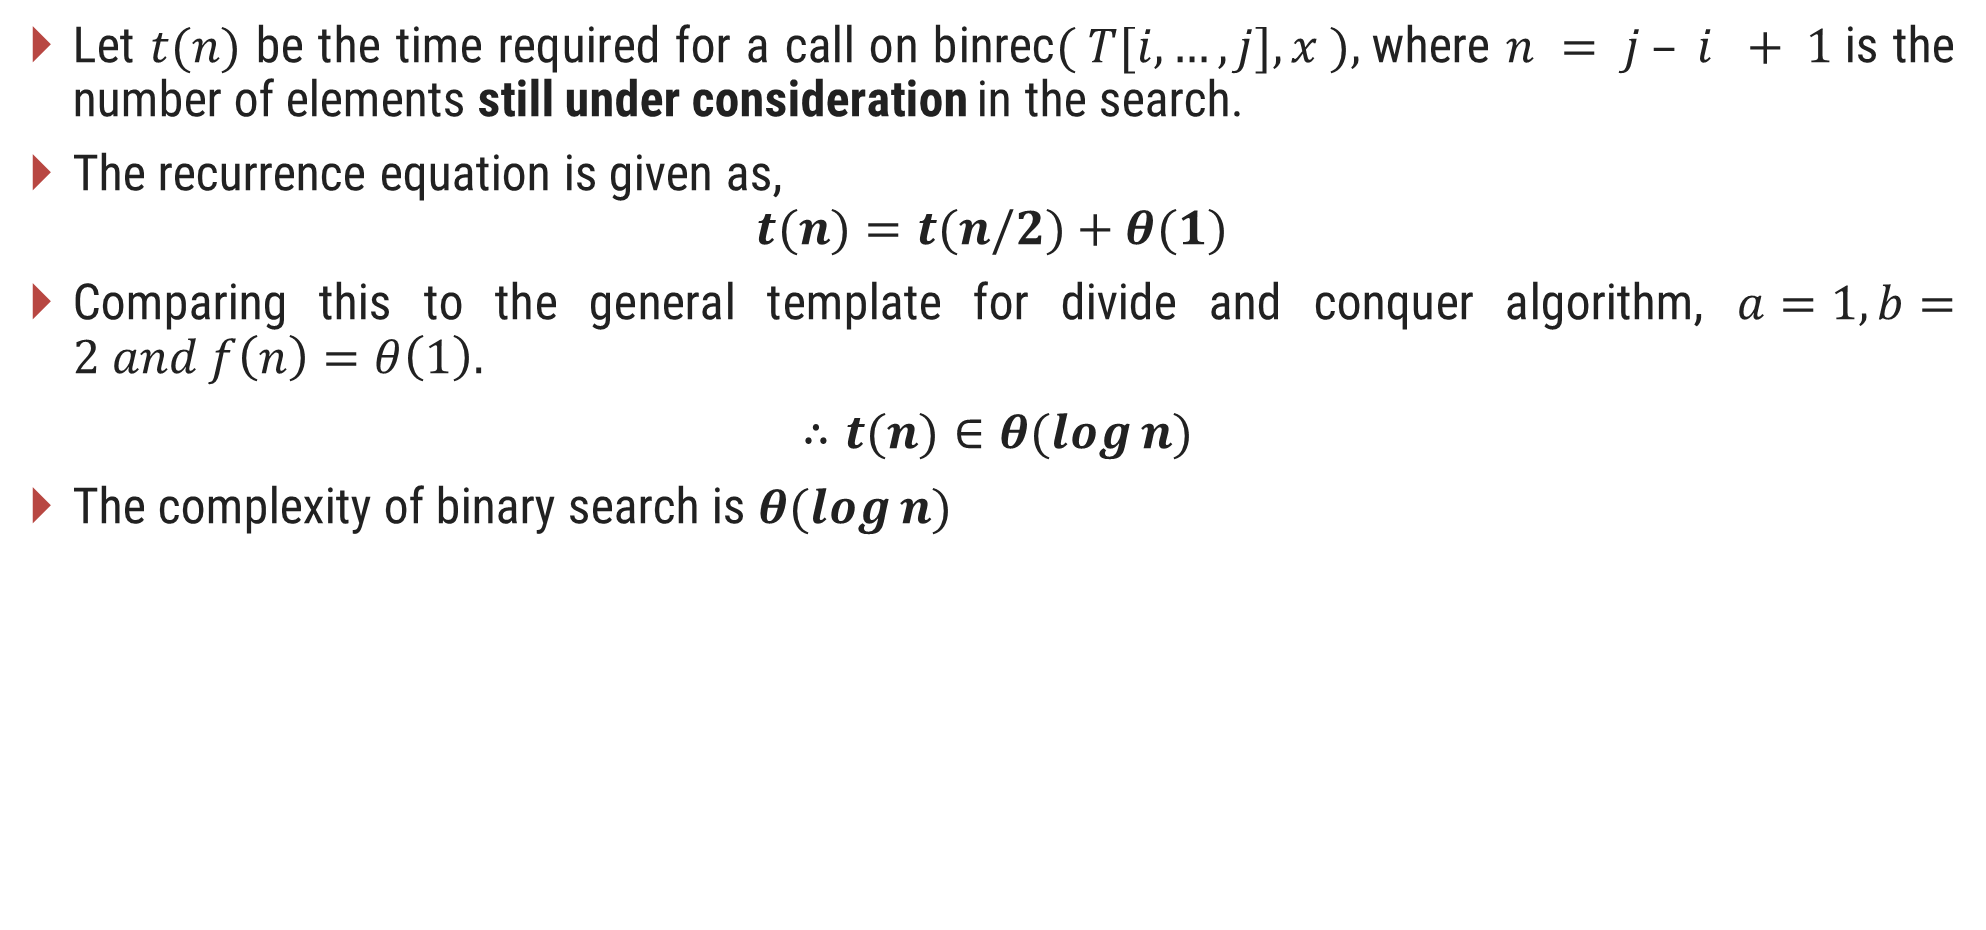 Let t(n) be the time required for a call on binrec( T[i, … , j], x ), where n = j – i + 1 is the
number of elements still under consideration in the search.
The recurrence equation is given as,
t(n) = t(n/2) + θ(1)
Comparing this to the general template for divide and conquer algorithm, a = 1, b =
2 and f(n) = θ(1).
∴ t(n) ∈ θ(log n)
The complexity of binary search is θ(log n)